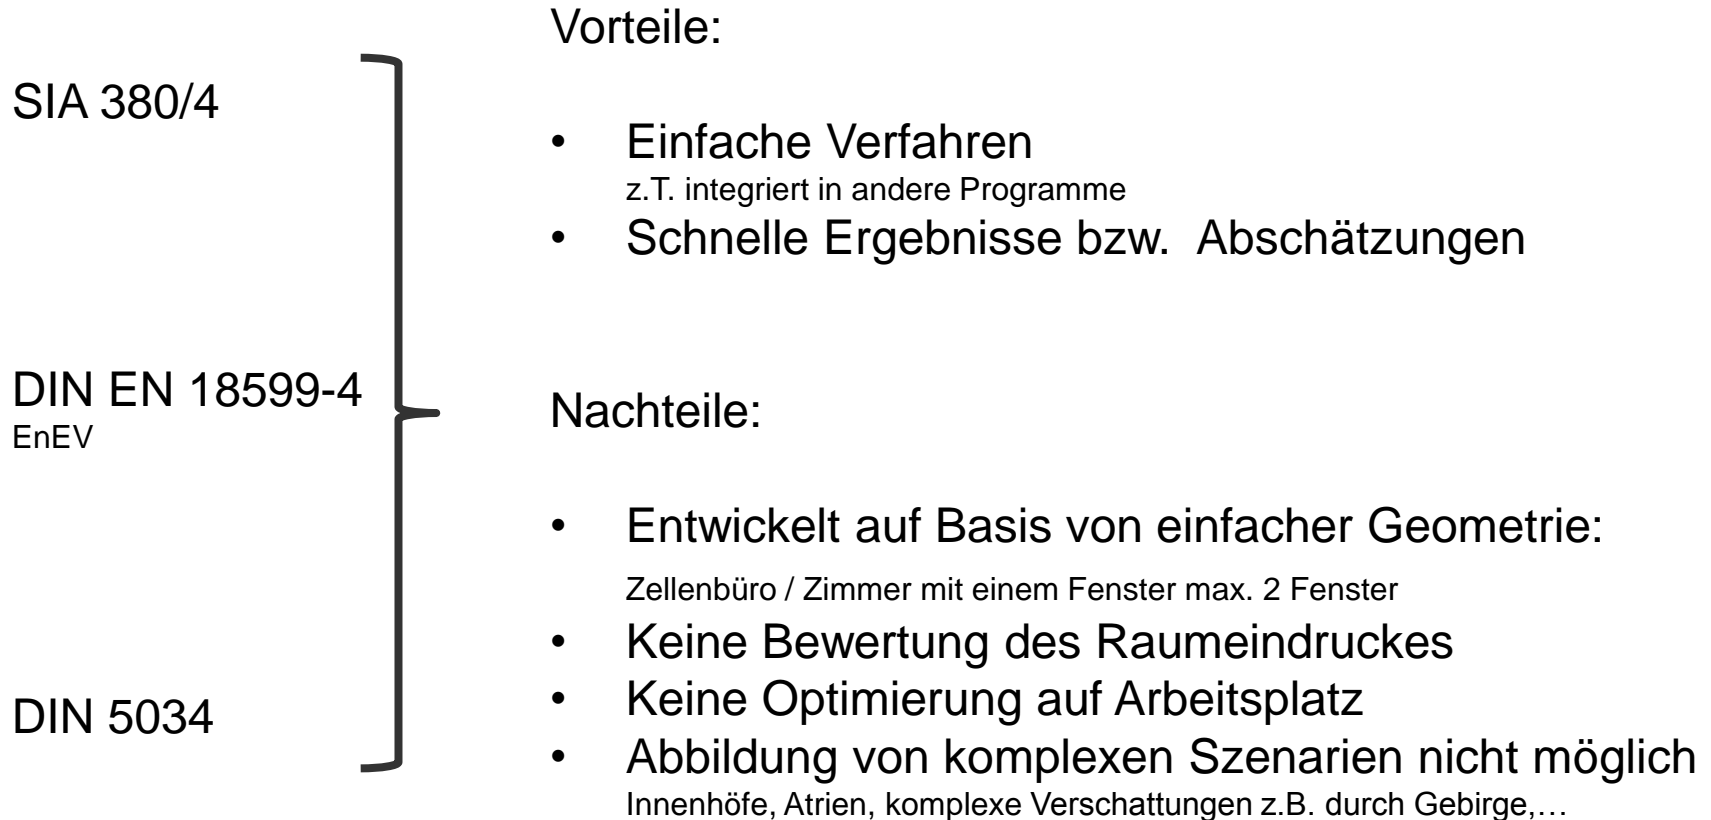 SIA 380/4
DIN EN 18599-4
EnEV
DIN 5034
Vorteile:
• Einfache Verfahren
z.T. integriert in andere Programme
• Schnelle Ergebnisse bzw. Abschätzungen
Nachteile:
• Entwickelt auf Basis von einfacher Geometrie:
Zellenbüro / Zimmer mit einem Fenster max. 2 Fenster
• Keine Bewertung des Raumeindruckes
• Keine Optimierung auf Arbeitsplatz
• Abbildung von komplexen Szenarien nicht möglich
Innenhöfe, Atrien, komplexe Verschattungen z.B. durch Gebirge,…